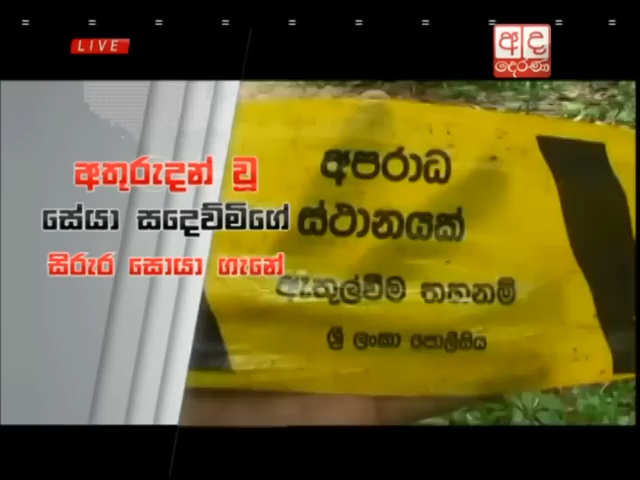 LIVE
අද
දෙරණ
අතුරුදන් වූ
සේයා සදෙව්මිගේ
සිරුර සොයා ගැනේ
අපරාධ
ස්ථානයක්
ඇතුල්වීම තහනම්
ශ්‍රී ලංකා පොලීසිය